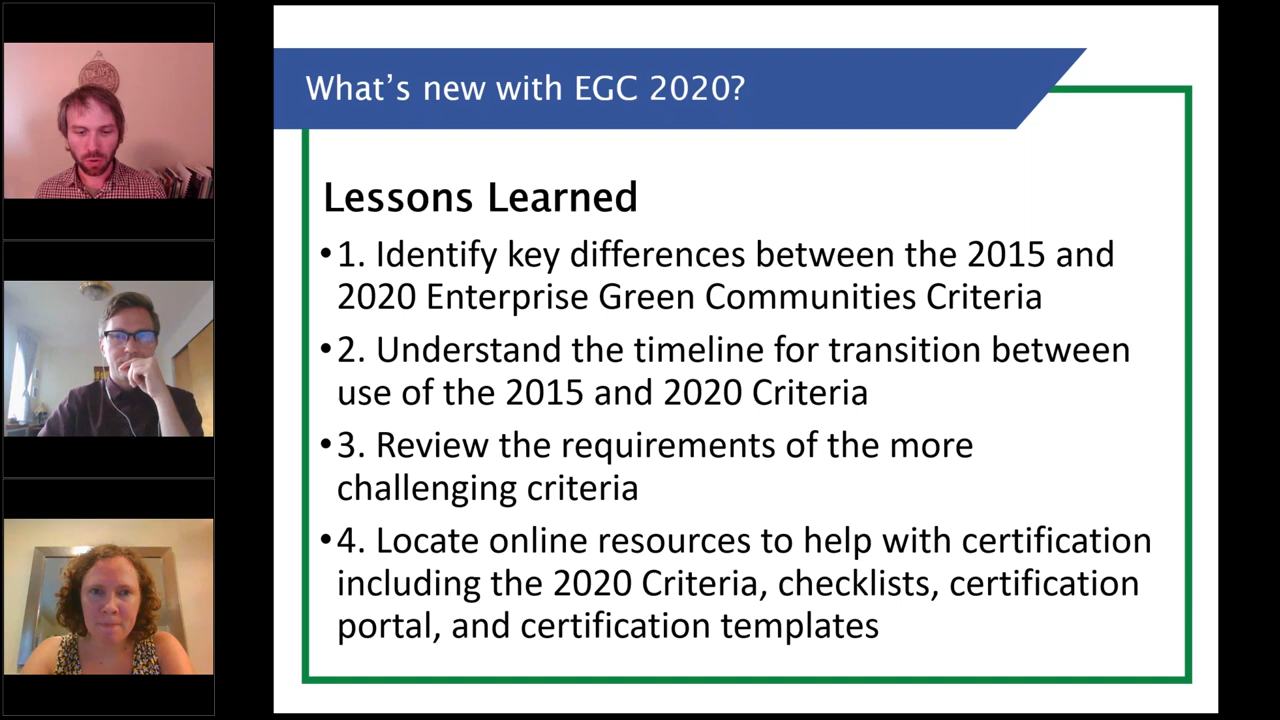 What's new with EGC 2020?
Lessons Learned
•1. Identify key differences between the 2015 and
2020 Enterprise Green Communities Criteria
•2. Understand the timeline for transition between
use of the 2015 and 2020 Criteria
•3. Review the requirements of the more
challenging criteria
•4. Locate online resources to help with certification
including the 2020 Criteria, checklists, certification
portal, and certification templates